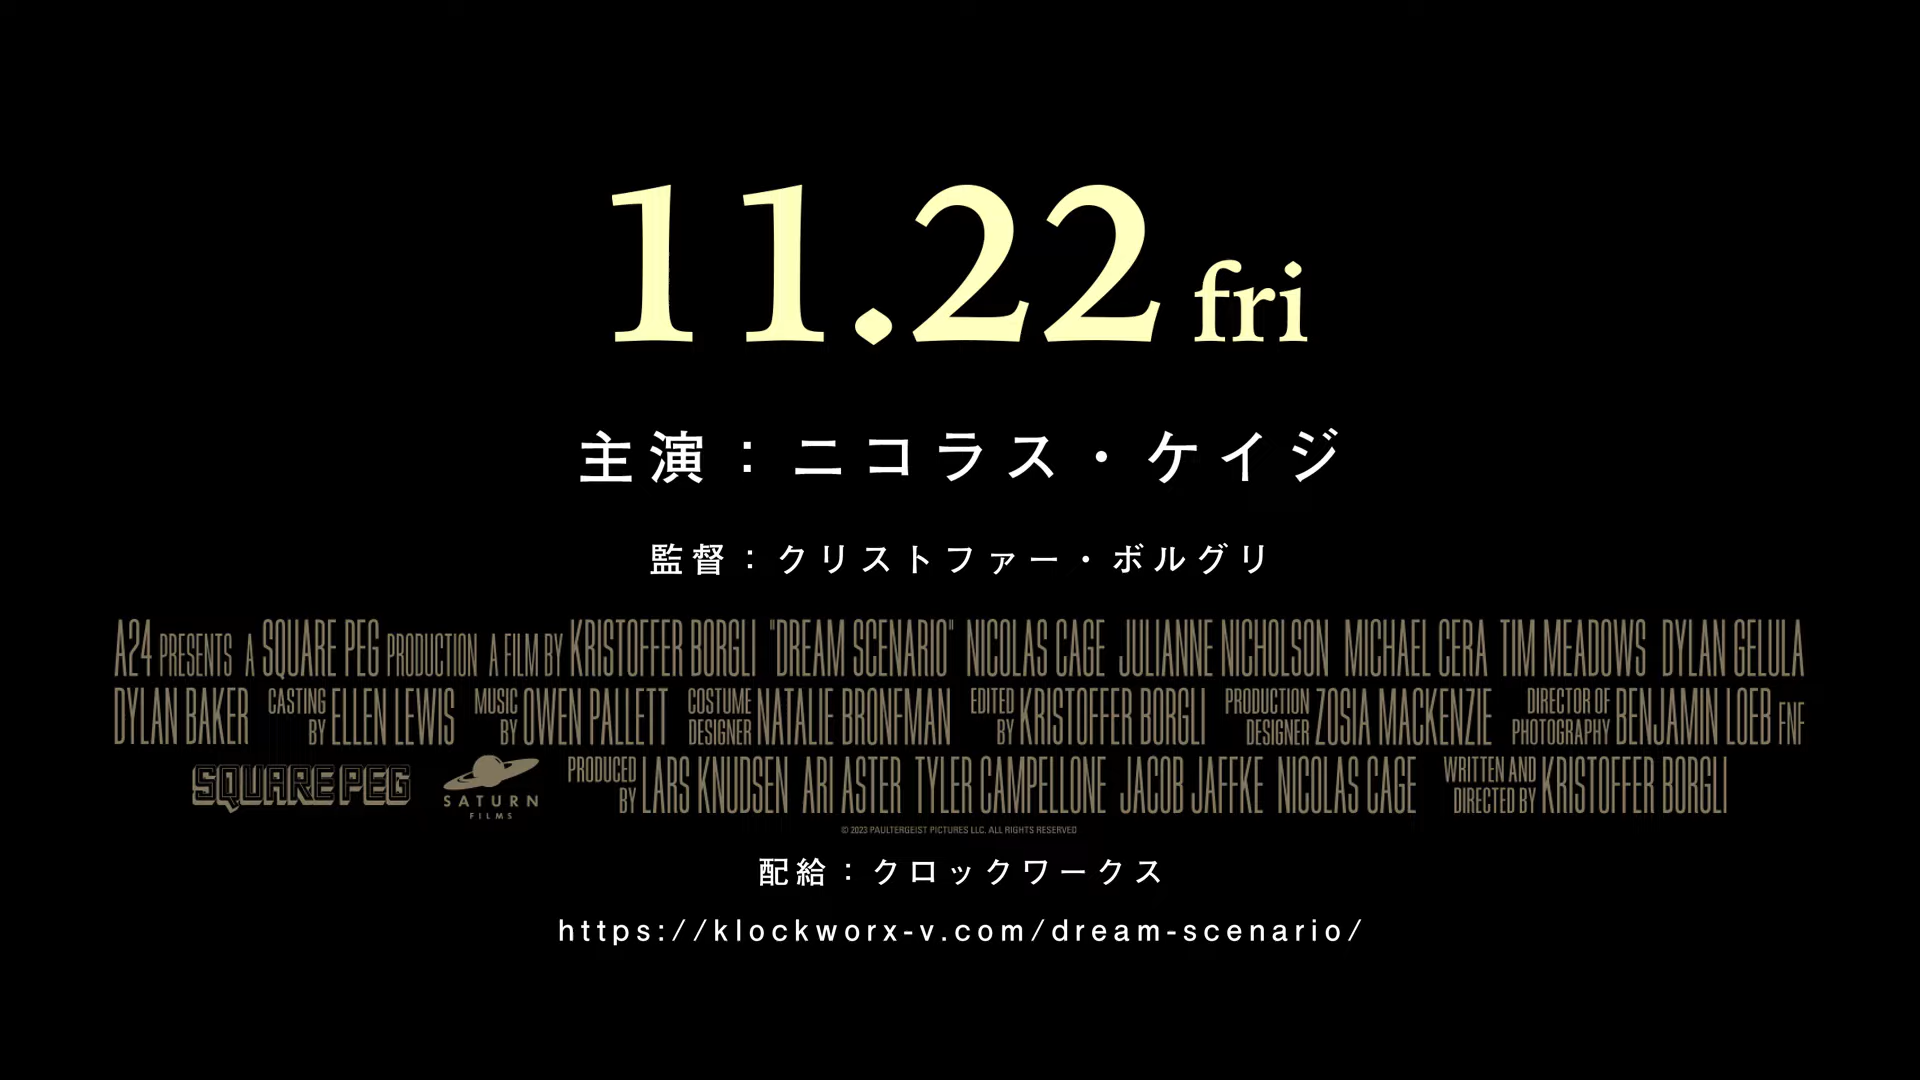 11.22 fri
主演：ニコラス・ケイジ
監督：クリストファー・ボルグリ
A24 PRESENTS A SQUARE PEG PRODUCTION A FILM BY KRISTOFFER BORGLI "DREAM SCENARIO" NICOLAS CAGE JULIANNE NICHOLSON MICHAEL CERA TIM MEADOWS DYLAN GELULA
DYLAN BAKER CASTING BY ELLEN LEWIS MUSIC BY OWEN PALLETT COSTUME DESIGNER NATALIE BRONFMAN EDITED BY KRISTOFFER BORGLI PRODUCTION DESIGNER ZOSIA MACKENZIE DIRECTOR OF PHOTOGRAPHY BENJAMIN LOEB FNF
SQUARE PEG SATURN FILMS PRODUCED BY LARS KNUDSEN ARI ASTER TYLER CAMPELLONE JACOB JAFFKE NICOLAS CAGE WRITTEN AND DIRECTED BY KRISTOFFER BORGLI
© 2023 PAULTERGEIST PICTURES LLC. ALL RIGHTS RESERVED
配給：クロックワークス
https://klockworx-v.com/dream-scenario/